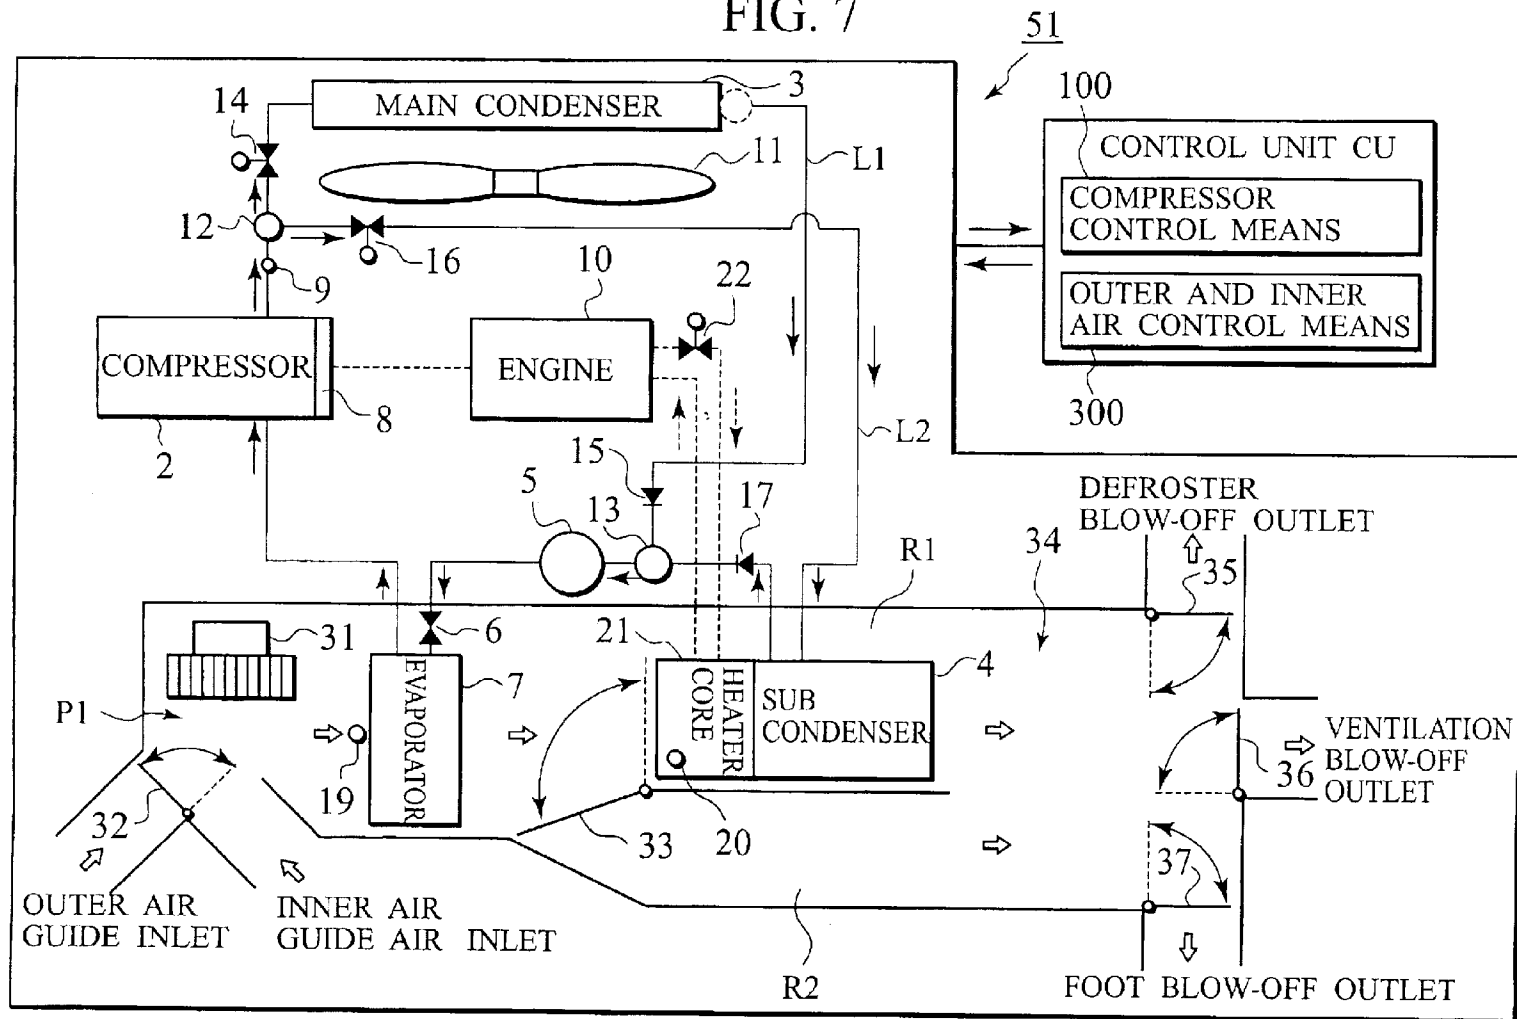 FIG. 7
51
3
MAIN CONDENSER
14
100
CONTROL UNIT CU
11
L1
COMPRESSOR
CONTROL MEANS
12
16
9
10
22
OUTER AND INNER
AIR CONTROL MEANS
COMPRESSOR
ENGINE
8
300
2
L2
15
5
13
17
DEFROSTER
BLOW-OFF OUTLET
R1
34
35
31
6
21
4
EVAPORATOR
7
HEATER
CORE
SUB
CONDENSER
P1
VENTILATION
BLOW-OFF
OUTLET
36
19
32
33
20
37
OUTER AIR
GUIDE INLET
INNER AIR
GUIDE AIR INLET
R2
FOOT BLOW-OFF OUTLET